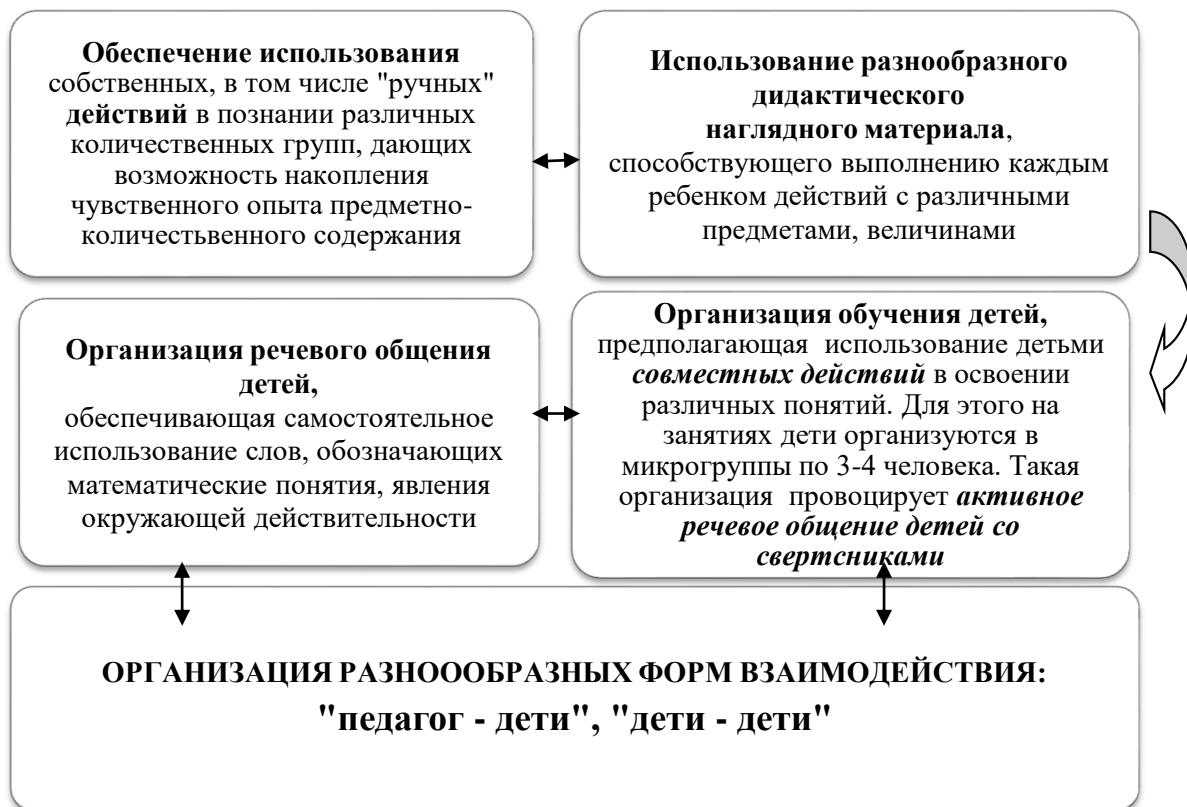 Обеспечение использования
собственных, в том числе "ручных"
действий в познании различных
количественных групп, дающих
возможность накопления
чувственного опыта предметно-
количестьвенного содержания
Использование разнообразного
дидактического
наглядного материала,
способствующего выполнению каждым
ребенком действий с различными
предметами, величинами
Организация речевого общения
детей,
обеспечивающая самостоятельное
использование слов, обозначающих
математические понятия, явления
окружающей действительности
Организация обучения детей,
предполагающая использование детьми
совместных действий в освоении
различных понятий. Для этого на
занятиях дети организуются в
микрогруппы по 3-4 человека. Такая
организация провоцирует активное
речевое общение детей со
свертсниками
ОРГАНИЗАЦИЯ РАЗНОООБРАЗНЫХ ФОРМ ВЗАИМОДЕЙСТВИЯ:
"педагог - дети", "дети - дети"